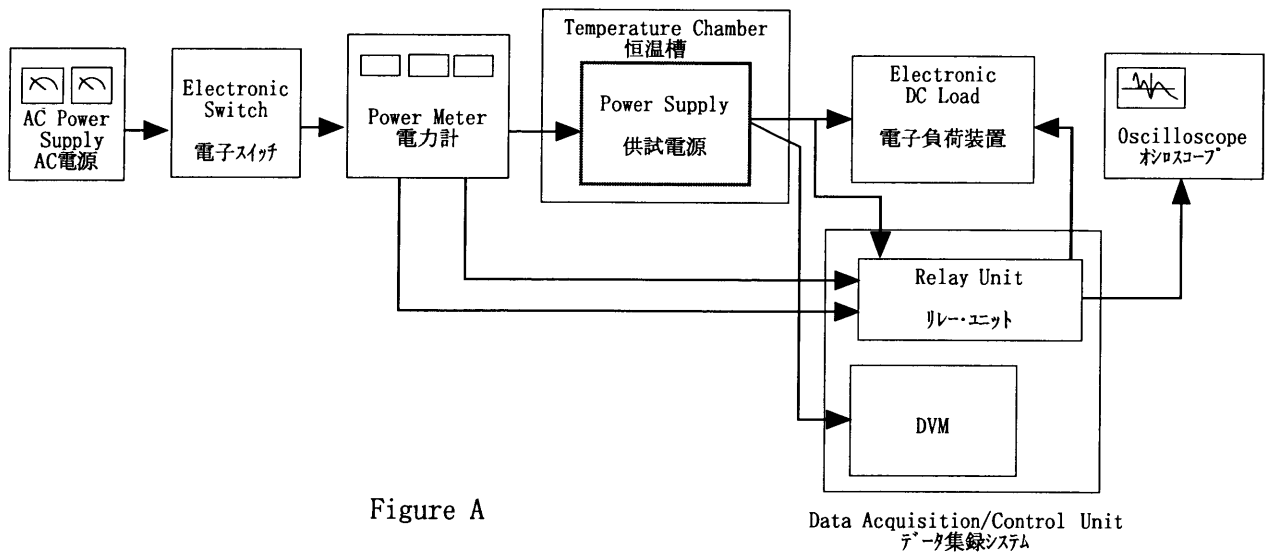 AC Power
Supply
AC電源
Electronic
Switch
電子スイッチ
Power Meter
電力計
Temperature Chamber
恒温槽
Power Supply
供試電源
Electronic
DC Load
電子負荷装置
Oscilloscope
オシロスコープ
Relay Unit
リレー・ユニット
DVM
Data Acquisition/Control Unit
データ集録システム
Figure A